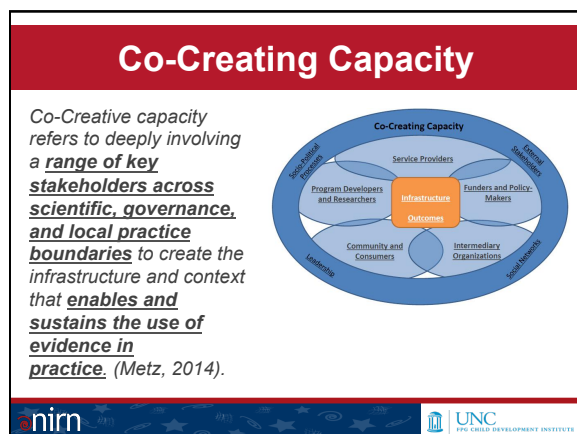 Co-Creating Capacity
Co-Creative capacity
refers to deeply involving
a range of key
stakeholders across
scientific, governance,
and local practice
boundaries to create the
infrastructure and context
that enables and
sustains the use of
evidence in
practice. (Metz, 2014).
Co-Creating Capacity
Socio-Political
Processes
External
Stakeholders
Service Providers
Program Developers
and Researchers
Infrastructure
Outcomes
Funders and Policy-
Makers
Community and
Consumers
Intermediary
Organizations
Leadership
Social Networks
nirn
UNC
FPG CHILD DEVELOPMENT INSTITUTE